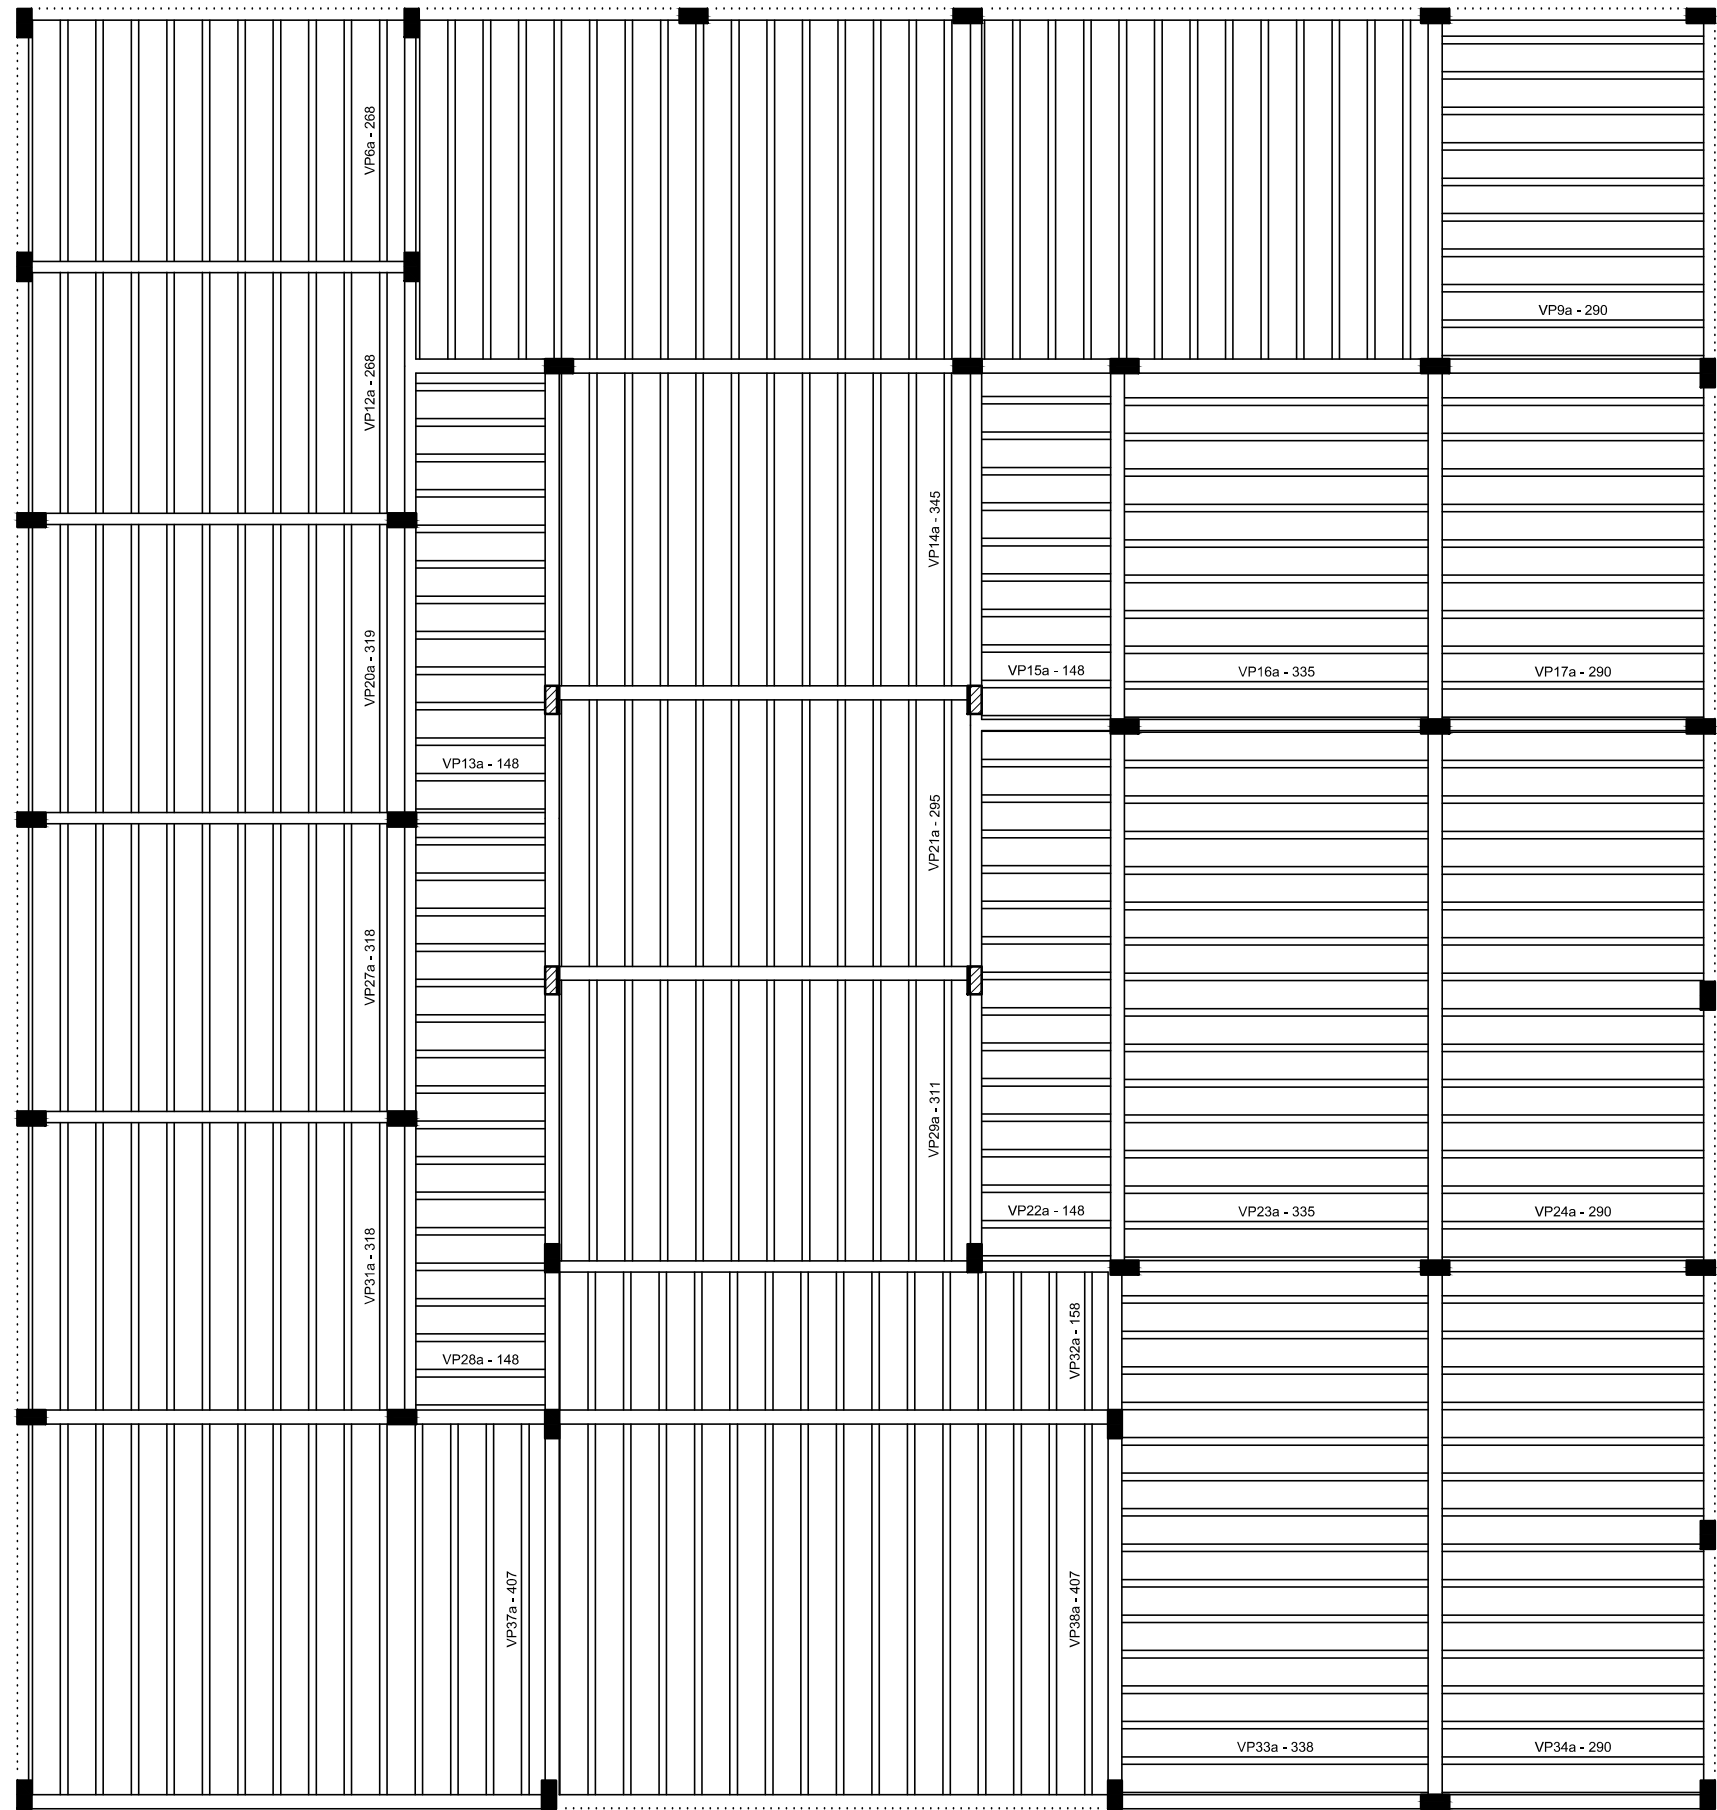 VP6a - 268
VP9a - 290
VP12a - 268
VP14a - 345
VP20a - 319
VP15a - 148
VP16a - 335
VP17a - 290
VP13a - 148
VP21a - 295
VP27a - 318
VP29a - 311
VP22a - 148
VP23a - 335
VP24a - 290
VP31a - 318
VP32a - 158
VP28a - 148
VP37a - 407
VP38a - 407
VP33a - 338
VP34a - 290